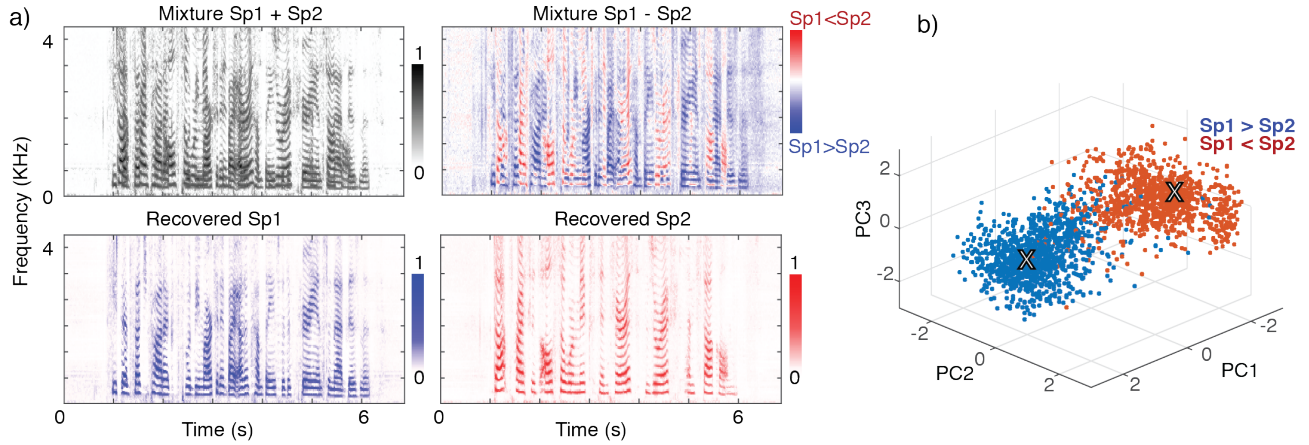 a)
Mixture Sp1 + Sp2
Mixture Sp1 - Sp2
Sp1<Sp2
Sp1>Sp2
4
0
1
0
Frequency (KHz)
Recovered Sp1
Recovered Sp2
4
1
0
1
0
0
6
0
6
Time (s)
Time (s)
b)
Sp1 > Sp2
Sp1 < Sp2
PC3
2
0
-2
-2
0
2
PC2
-2
0
2
PC1
X
X